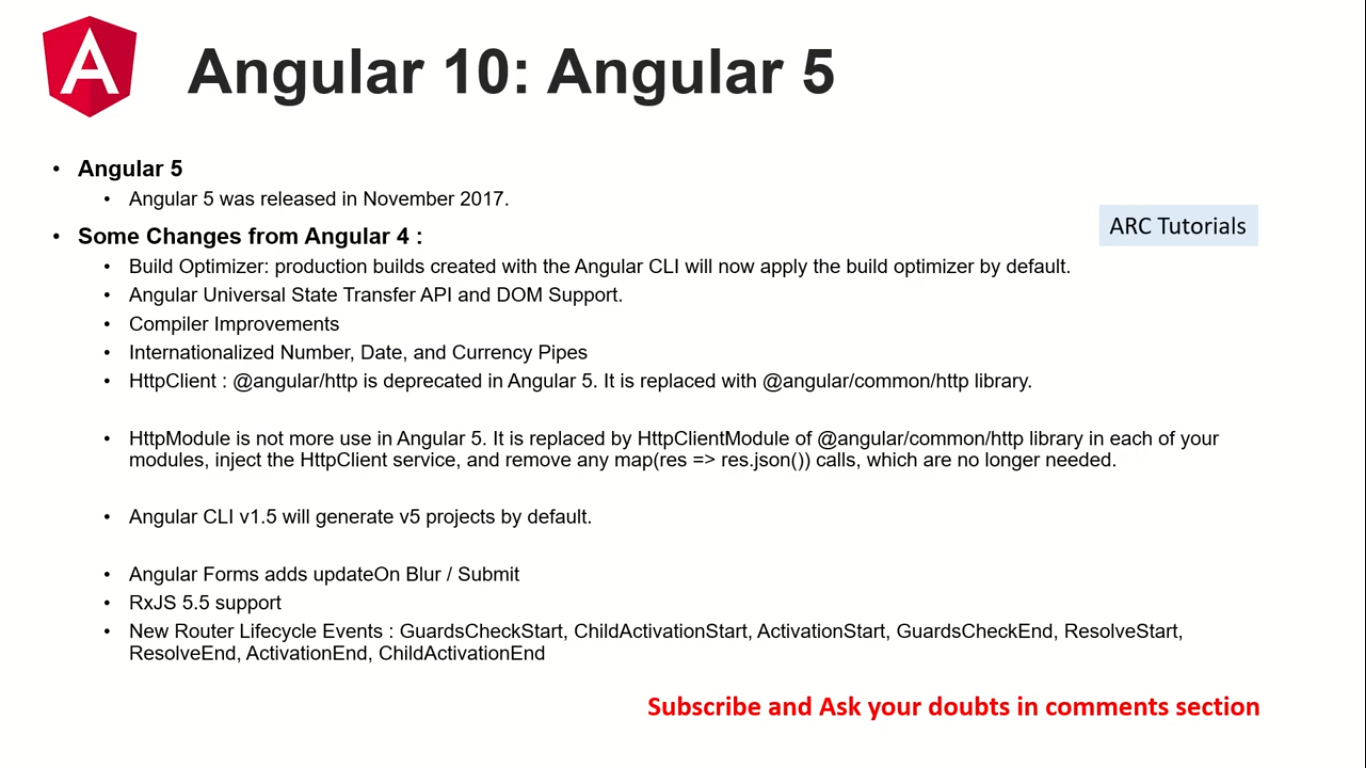 Angular 10: Angular 5
• Angular 5
• Angular 5 was released in November 2017.
ARC Tutorials
• Some Changes from Angular 4 :
• Build Optimizer: production builds created with the Angular CLI will now apply the build optimizer by default.
• Angular Universal State Transfer API and DOM Support.
• Compiler Improvements
• Internationalized Number, Date, and Currency Pipes
• HttpClient : @angular/http is deprecated in Angular 5. It is replaced with @angular/common/http library.
• HttpModule is not more use in Angular 5. It is replaced by HttpClientModule of @angular/common/http library in each of your
modules, inject the HttpClient service, and remove any map(res => res.json()) calls, which are no longer needed.
• Angular CLI v1.5 will generate v5 projects by default.
• Angular Forms adds updateOn Blur / Submit
• RxJS 5.5 support
• New Router Lifecycle Events : GuardsCheckStart, ChildActivationStart, ActivationStart, GuardsCheckEnd, ResolveStart,
ResolveEnd, ActivationEnd, ChildActivationEnd
Subscribe and Ask your doubts in comments section